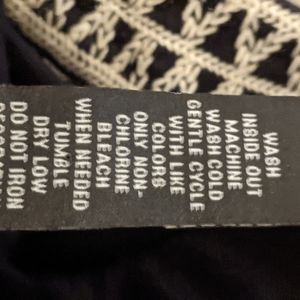 WASH
INSIDE OUT
MACHINE
WASH COLD
GENTLE CYCLE
WITH LIKE
COLORS
ONLY NON-
CHLORINE
BLEACH
WHEN NEEDED
TUMBLE
DRY LOW
DO NOT IRON